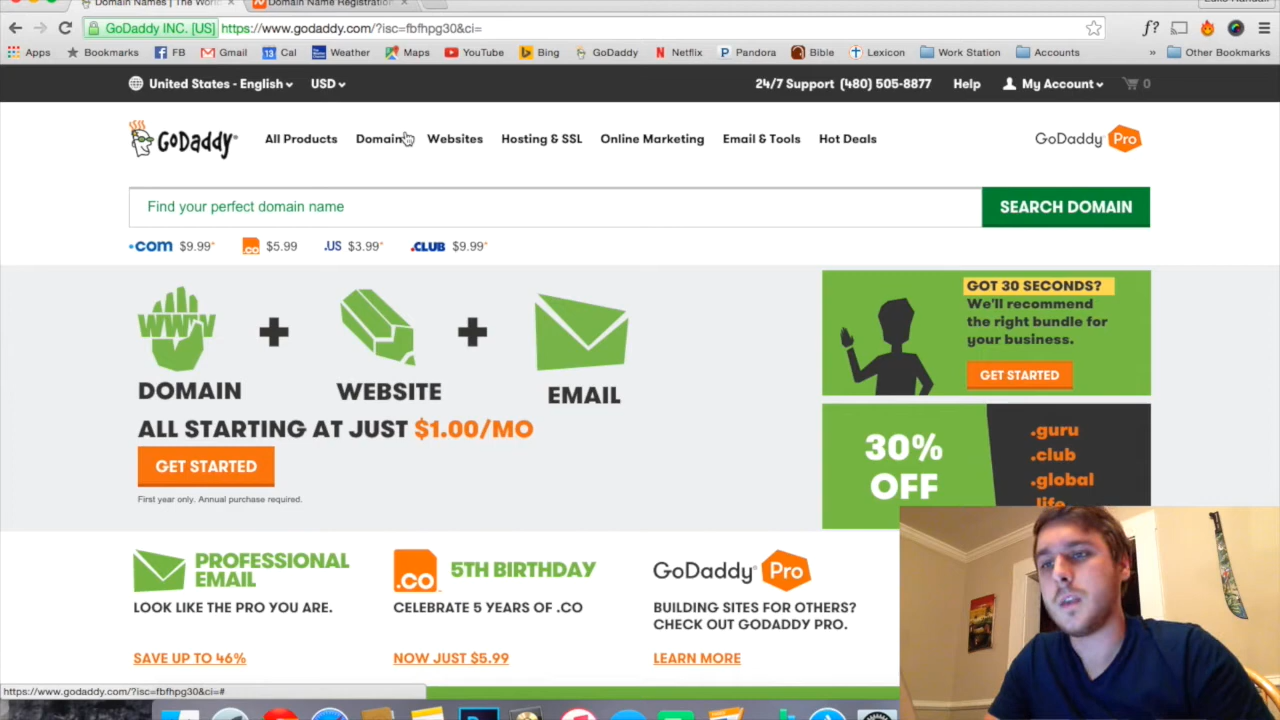 Domain Names | The World
Domain Name Registration
GoDaddy INC. [US] https://www.godaddy.com/?isc=fbfhpg30&ci=
f?
Apps Bookmarks FB Gmail Cal Weather Maps YouTube Bing GoDaddy Netflix Pandora Bible Lexicon Work Station Accounts » Other Bookmarks
United States - English USD 24/7 Support (480) 505-8877 Help My Account 0
GoDaddy All Products Domain Websites Hosting & SSL Online Marketing Email & Tools Hot Deals GoDaddy Pro
Find your perfect domain name SEARCH DOMAIN
.com $9.99* .co $5.99 .US $3.99* .CLUB $9.99*
WWW
DOMAIN WEBSITE EMAIL
ALL STARTING AT JUST $1.00/MO
GET STARTED
First year only. Annual purchase required.
GOT 30 SECONDS?
We'll recommend
the right bundle for
your business.
GET STARTED
30%
OFF
.guru
.club
.global
.life
PROFESSIONAL
EMAIL
LOOK LIKE THE PRO YOU ARE.
SAVE UP TO 46%
.co 5TH BIRTHDAY
CELEBRATE 5 YEARS OF .CO
NOW JUST $5.99
GoDaddy Pro
BUILDING SITES FOR OTHERS?
CHECK OUT GODADDY PRO.
LEARN MORE
https://www.godaddy.com/?isc=fbfhpg30&ci=#